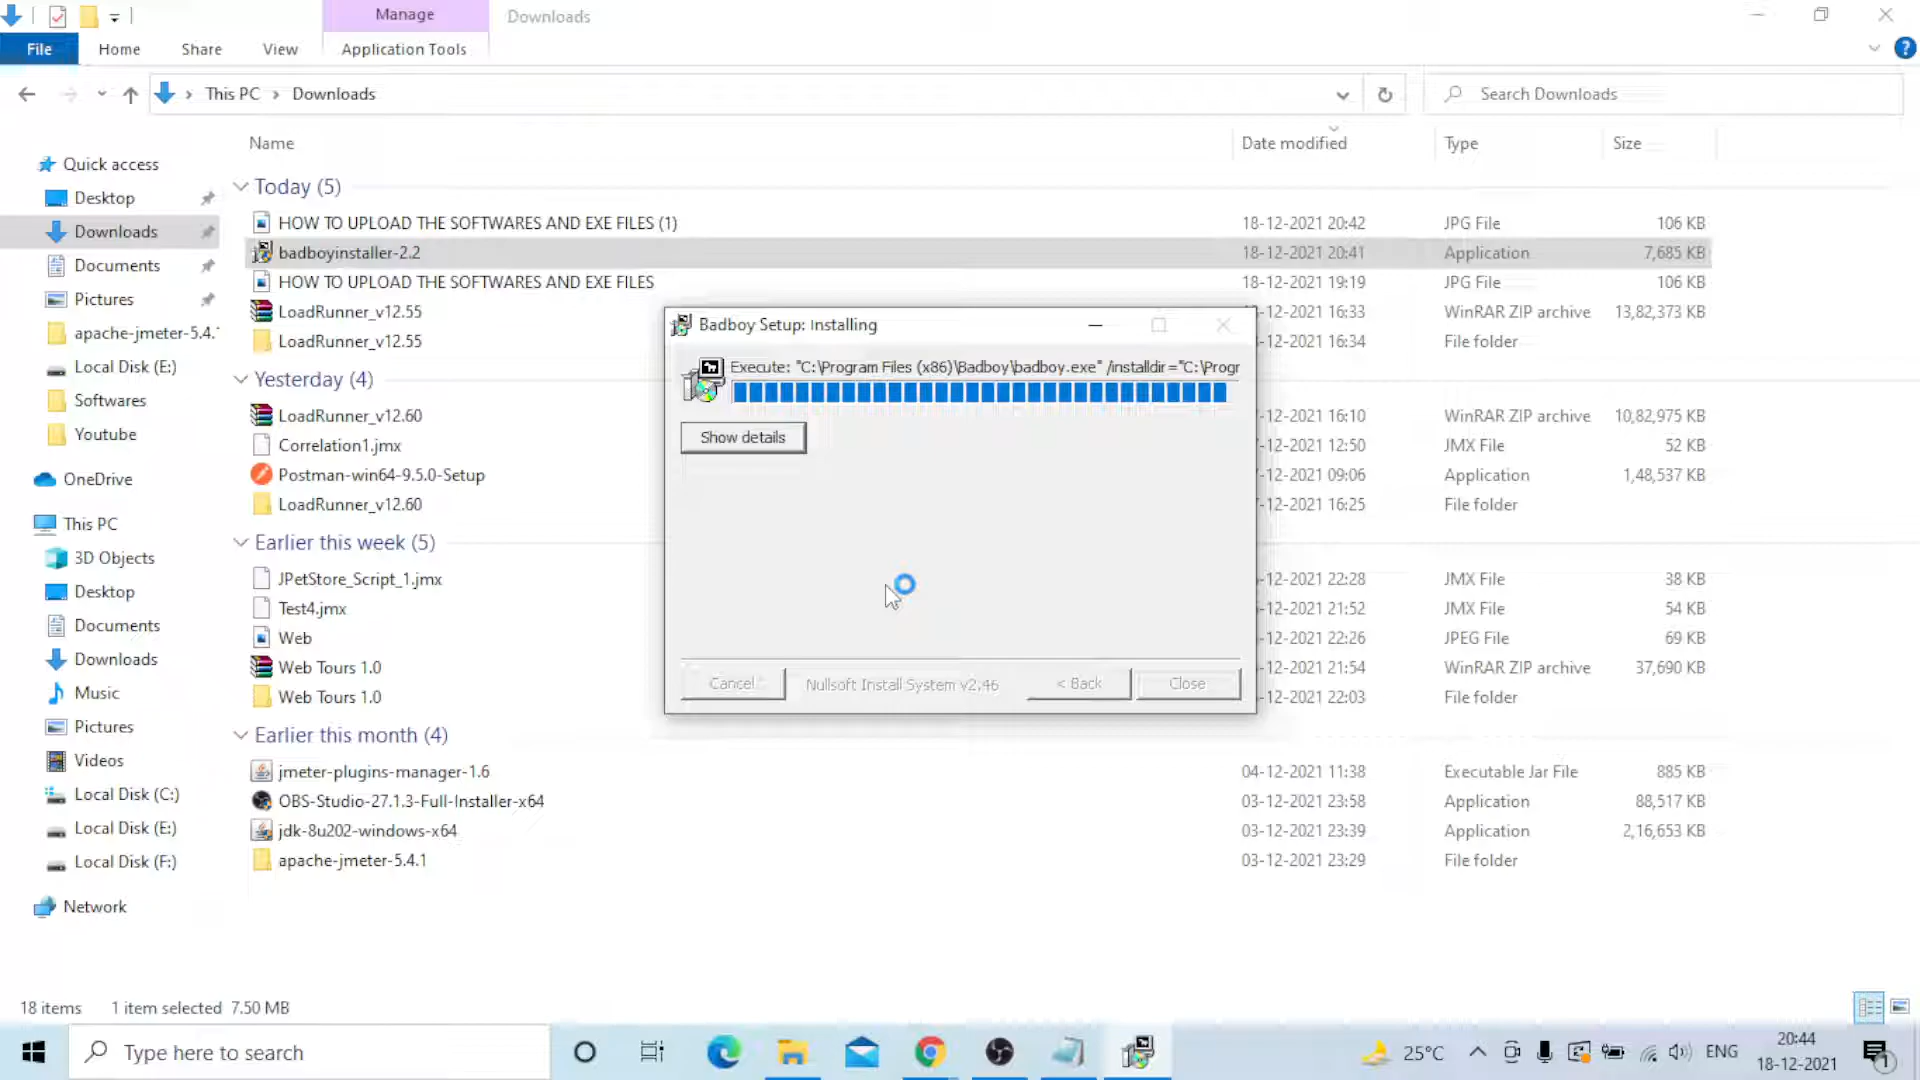 Manage
Downloads
File
Home
Share
View
Application Tools
This PC
Downloads
Search Downloads
Name
Date modified
Type
Size
Quick access
Desktop
Downloads
Documents
Pictures
apache-jmeter-5.4.
Local Disk (E:)
Softwares
Youtube
OneDrive
This PC
3D Objects
Desktop
Documents
Downloads
Music
Pictures
Videos
Local Disk (C:)
Local Disk (E:)
Local Disk (F:)
Network
Today (5)
HOW TO UPLOAD THE SOFTWARES AND EXE FILES (1) 18-12-2021 20:42 JPG File 106 KB
badboyinstaller-2.2 18-12-2021 20:41 Application 7,685 KB
HOW TO UPLOAD THE SOFTWARES AND EXE FILES 18-12-2021 19:19 JPG File 106 KB
LoadRunner_v12.55 -12-2021 16:33 WinRAR ZIP archive 13,82,373 KB
LoadRunner_v12.55 -12-2021 16:34 File folder
Yesterday (4)
LoadRunner_v12.60 -12-2021 16:10 WinRAR ZIP archive 10,82,975 KB
Correlation1.jmx -12-2021 12:50 JMX File 52 KB
Postman-win64-9.5.0-Setup -12-2021 09:06 Application 1,48,537 KB
LoadRunner_v12.60 -12-2021 16:25 File folder
Earlier this week (5)
JPetStore_Script_1.jmx -12-2021 22:28 JMX File 38 KB
Test4.jmx -12-2021 21:52 JMX File 54 KB
Web -12-2021 22:26 JPEG File 69 KB
Web Tours 1.0 -12-2021 21:54 WinRAR ZIP archive 37,690 KB
Web Tours 1.0 -12-2021 22:03 File folder
Earlier this month (4)
jmeter-plugins-manager-1.6 04-12-2021 11:38 Executable Jar File 885 KB
OBS-Studio-27.1.3-Full-Installer-x64 03-12-2021 23:58 Application 88,517 KB
jdk-8u202-windows-x64 03-12-2021 23:39 Application 2,16,653 KB
apache-jmeter-5.4.1 03-12-2021 23:29 File folder
Badboy Setup: Installing
Execute: "C:\Program Files (x86)\Badboy\badboy.exe" /installdir="C:\Progr
Show details
Cancel
Nullsoft Install System v2.46
< Back
Close
18 items 1 item selected 7.50 MB
Type here to search
25°C
ENG
20:44
18-12-2021
1